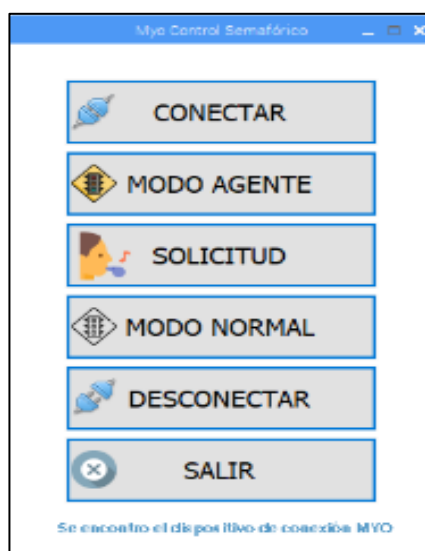 Myo Control Semafórico
CONECTAR
MODO AGENTE
SOLICITUD
MODO NORMAL
DESCONECTAR
SALIR
Se encontro el dispositivo de conexión MYO